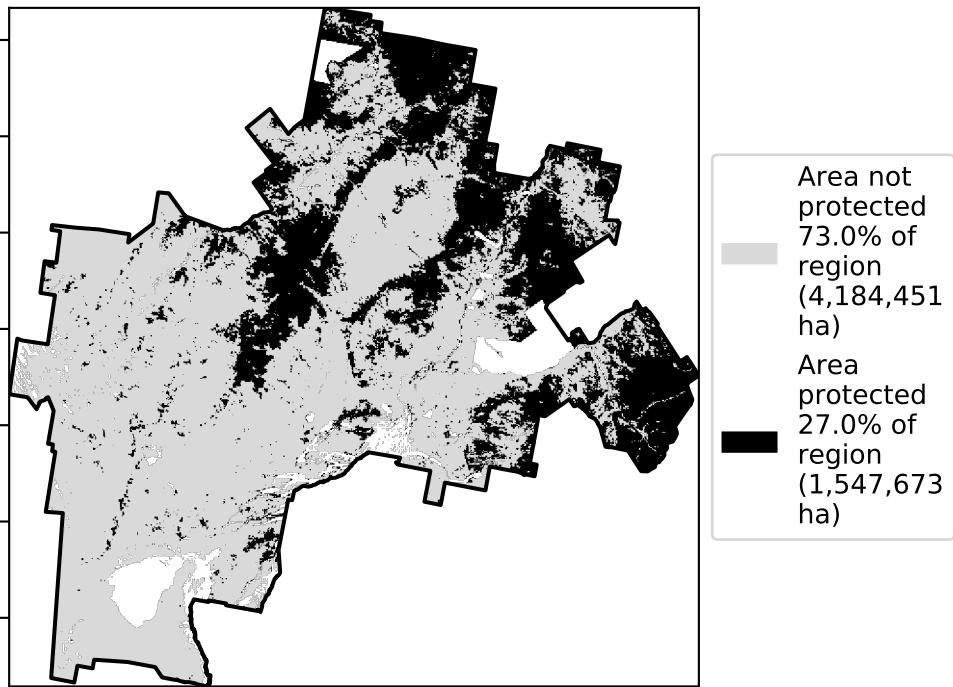 Area not
protected
73.0% of
region
(4,184,451
ha)
Area
protected
27.0% of
region
(1,547,673
ha)